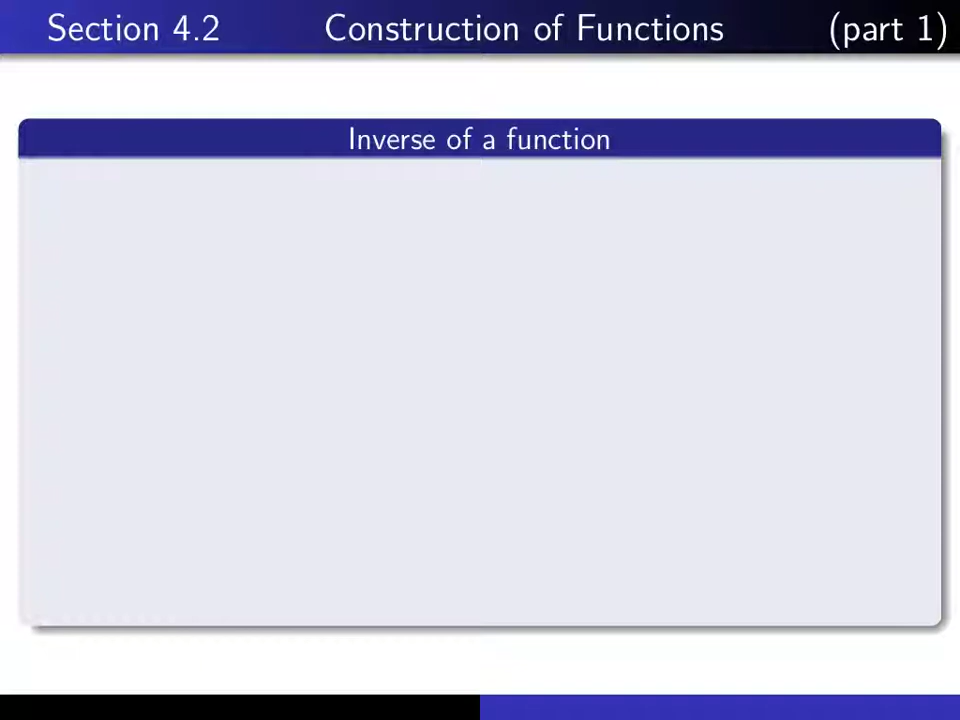 Section 4.2 Construction of Functions (part 1)
Inverse of a function